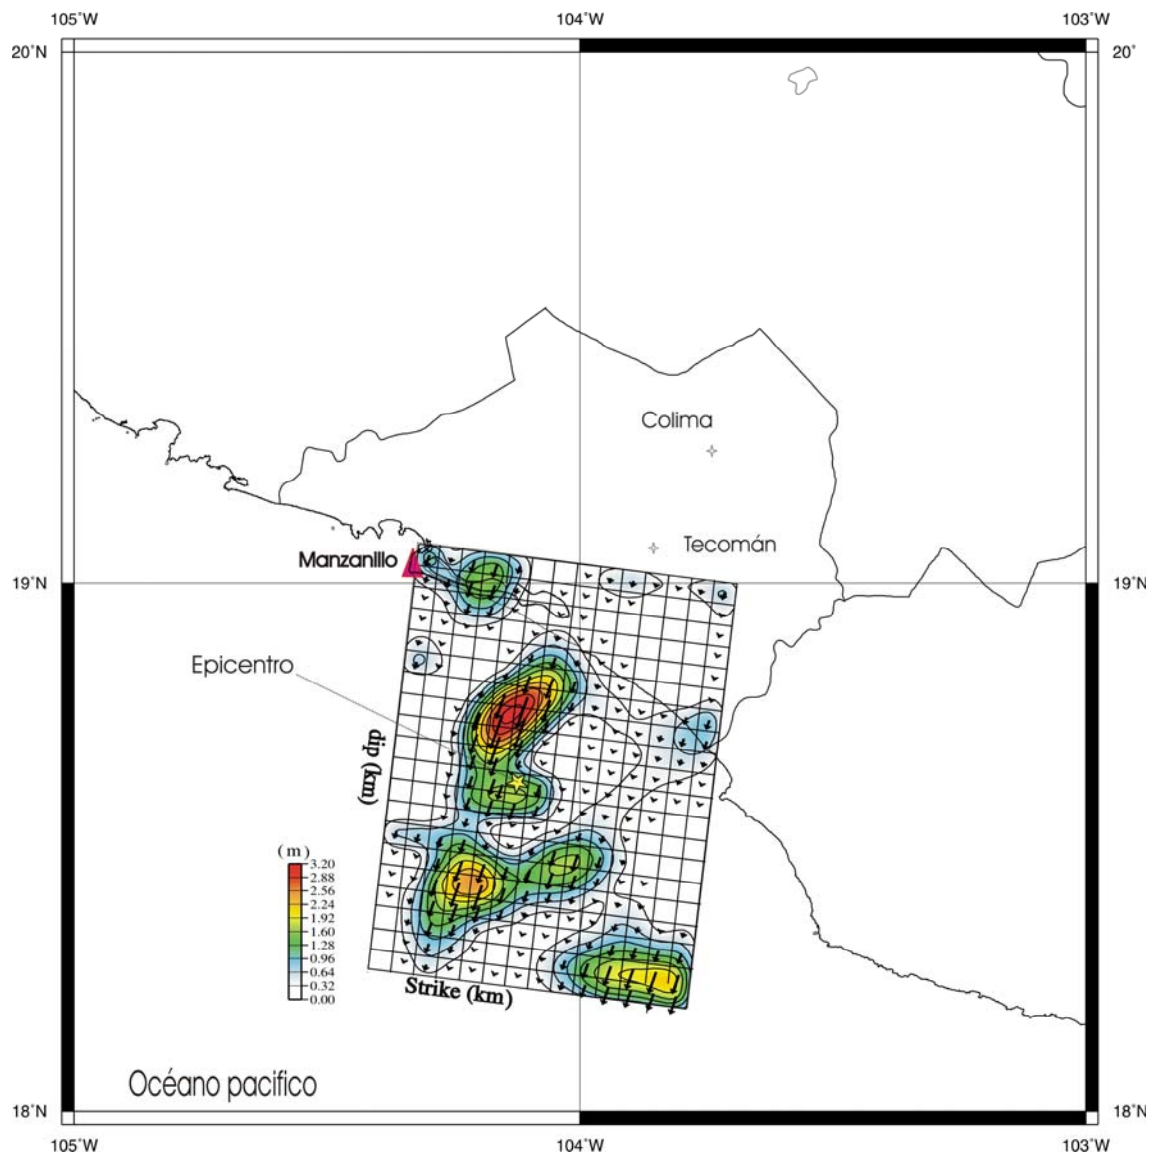 105°W 104°W 103°W
20°N 20°
Colima
Tecomán
Manzanillo
19°N 19°N
Epicentro
dip (km)
(m)
3.20
2.88
2.56
2.24
1.92
1.60
1.28
0.96
0.64
0.32
0.00
Strike (km)
Océano pacifico
18°N 18°N
105°W 104°W 103°W